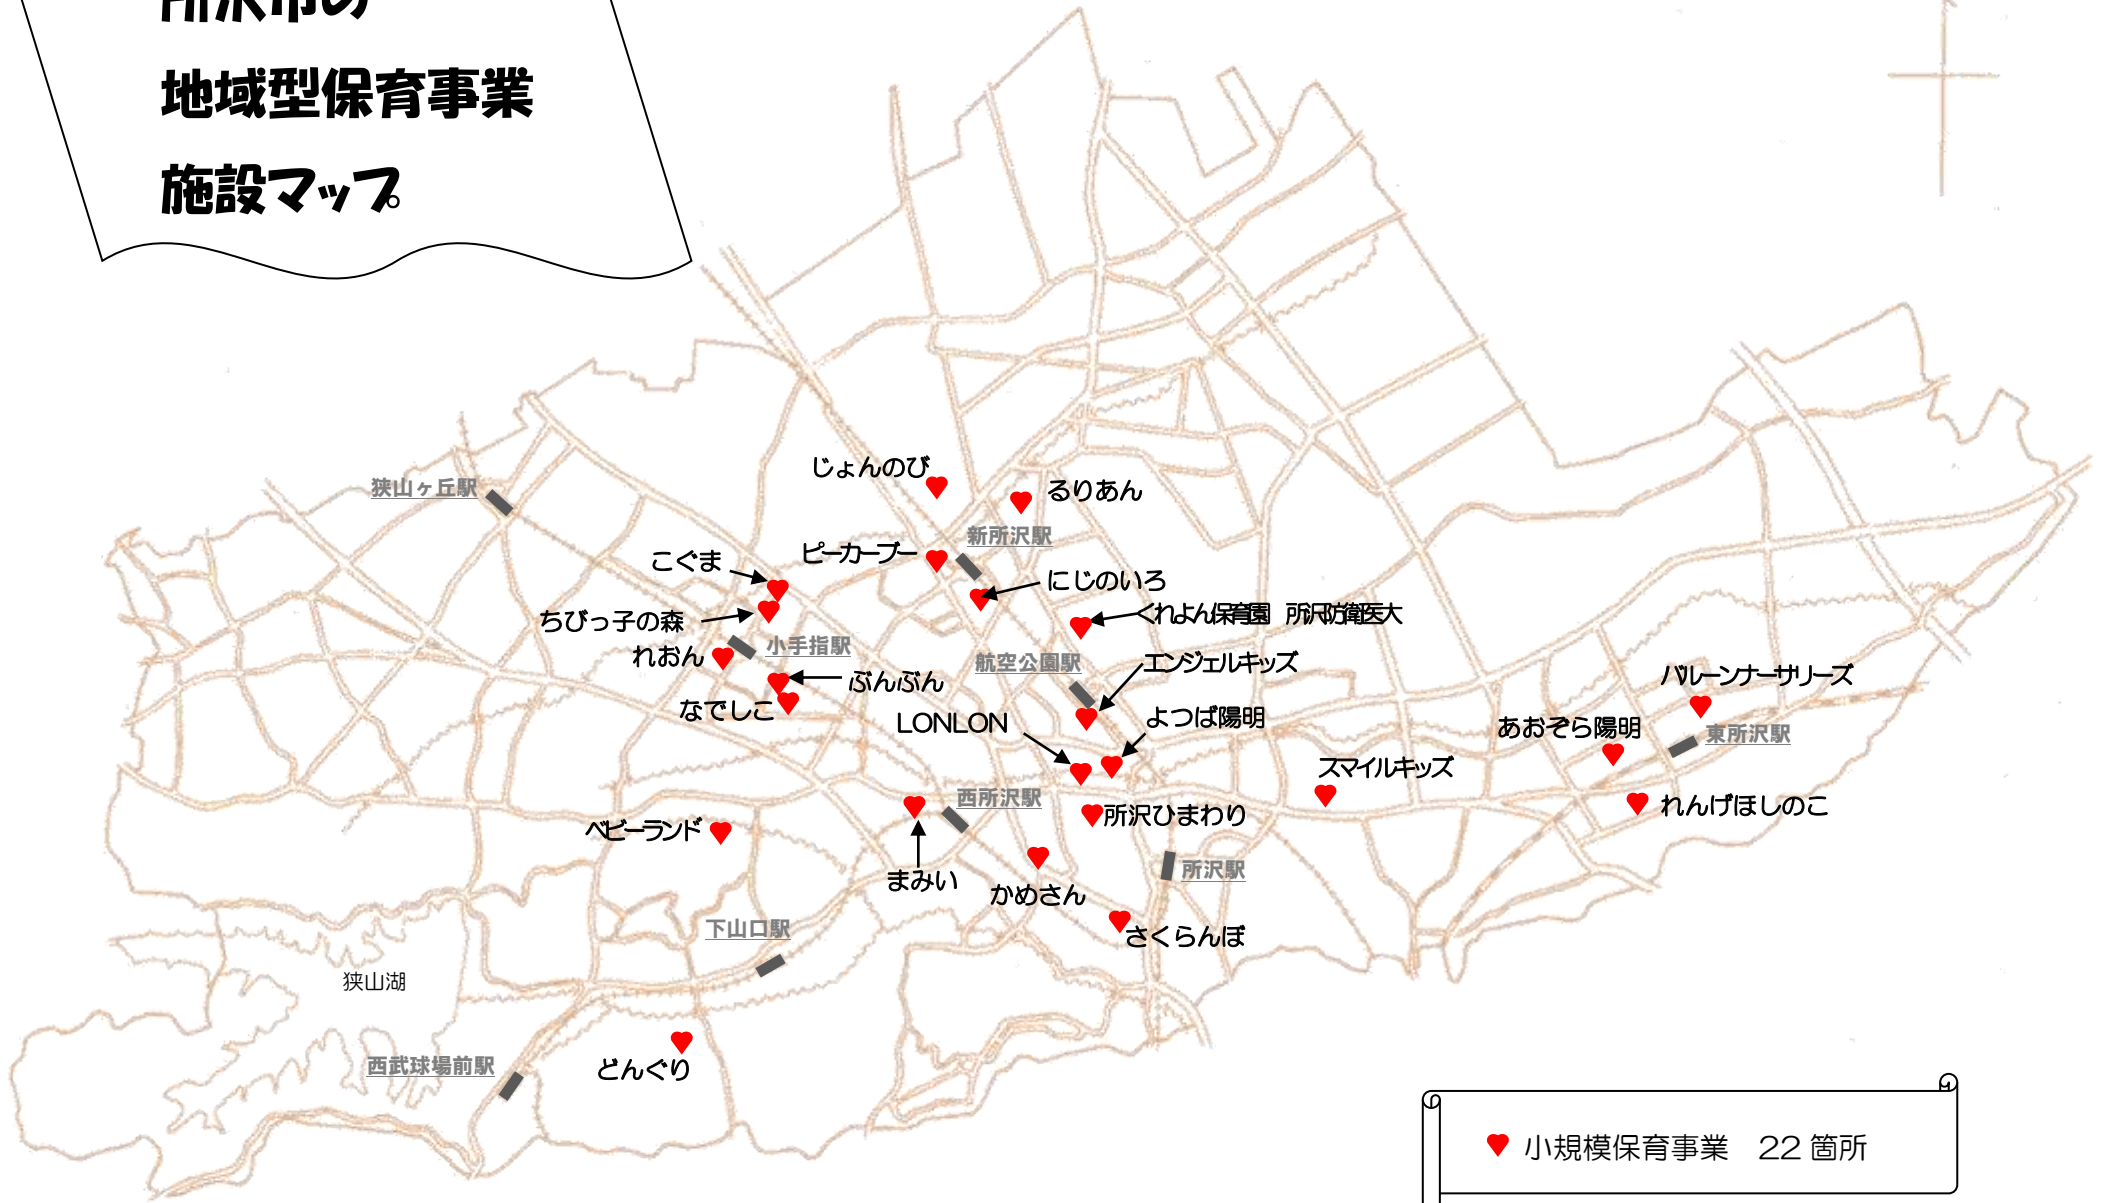 所沢市の
地域型保育事業
施設マップ
じょんのび
狭山ヶ丘駅
るりあん
新所沢駅
ピーカーブー
こぐま
にじのいろ
くれよん保育園 所沢防衛医大
ちびっ子の森
小手指駅
れおん
航空公園駅
エンジェルキッズ
バルーンナーサリーズ
ぶんぶん
なでしこ
LONLON
よつば陽明
あおぞら陽明
東所沢駅
スマイルキッズ
西所沢駅
れんげほしのこ
所沢ひまわり
ベビーランド
所沢駅
まみい
かめさん
下山口駅
さくらんぼ
狭山湖
西武球場前駅
どんぐり
小規模保育事業 22箇所